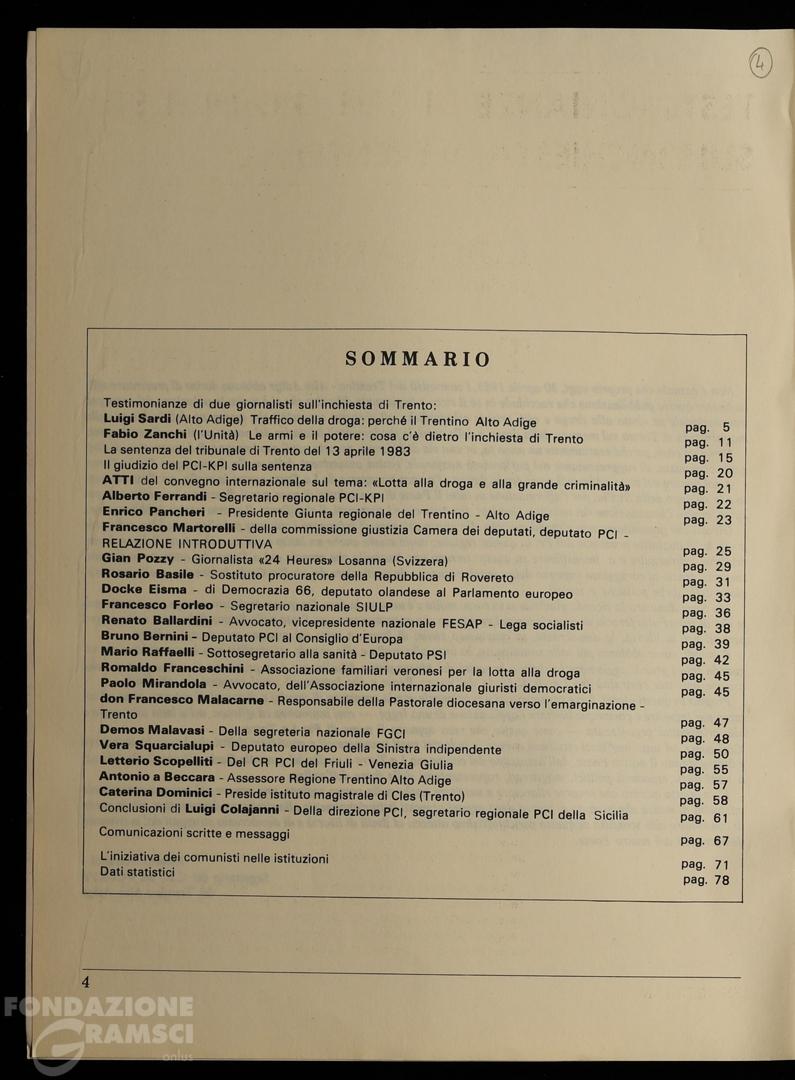 4
SOMMARIO
Testimonianze di due giornalisti sull'inchiesta di Trento:
Luigi Sardi (Alto Adige) Traffico della droga: perché il Trentino Alto Adige pag. 5
Fabio Zanchi (l'Unità) Le armi e il potere: cosa c'è dietro l'inchiesta di Trento pag. 11
La sentenza del tribunale di Trento del 13 aprile 1983 pag. 15
Il giudizio del PCI-KPI sulla sentenza pag. 20
ATTI del convegno internazionale sul tema: «Lotta alla droga e alla grande criminalità» pag. 21
Alberto Ferrandi - Segretario regionale PCI-KPI pag. 22
Enrico Pancheri - Presidente Giunta regionale del Trentino - Alto Adige pag. 23
Francesco Martorelli - della commissione giustizia Camera dei deputati, deputato PCI -
RELAZIONE INTRODUTTIVA pag. 25
Gian Pozzy - Giornalista «24 Heures» Losanna (Svizzera) pag. 29
Rosario Basile - Sostituto procuratore della Repubblica di Rovereto pag. 31
Docke Eisma - di Democrazia 66, deputato olandese al Parlamento europeo pag. 33
Francesco Forleo - Segretario nazionale SIULP pag. 36
Renato Ballardini - Avvocato, vicepresidente nazionale FESAP - Lega socialisti pag. 38
Bruno Bernini - Deputato PCI al Consiglio d'Europa pag. 39
Mario Raffaelli - Sottosegretario alla sanità - Deputato PSI pag. 42
Romaldo Franceschini - Associazione familiari veronesi per la lotta alla droga pag. 45
Paolo Mirandola - Avvocato, dell'Associazione internazionale giuristi democratici pag. 45
don Francesco Malacarne - Responsabile della Pastorale diocesana verso l'emarginazione -
Trento pag. 47
Demos Malavasi - Della segreteria nazionale FGCI pag. 48
Vera Squarcialupi - Deputato europeo della Sinistra indipendente pag. 50
Letterio Scopelliti - Del CR PCI del Friuli - Venezia Giulia pag. 55
Antonio a Beccara - Assessore Regione Trentino Alto Adige pag. 57
Caterina Dominici - Preside istituto magistrale di Cles (Trento) pag. 58
Conclusioni di Luigi Colajanni - Della direzione PCI, segretario regionale PCI della Sicilia pag. 61
Comunicazioni scritte e messaggi pag. 67
L'iniziativa dei comunisti nelle istituzioni pag. 71
Dati statistici pag. 78
4
FONDAZIONE
GRAMSCI
onlus